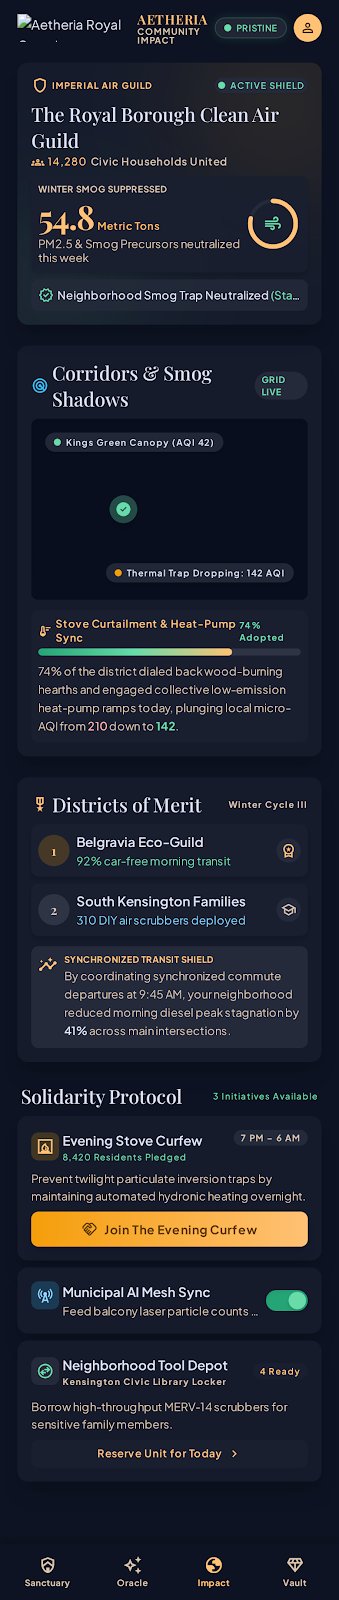 Aetheria Royal
AETHERIA
COMMUNITY
IMPACT
PRISTINE
IMPERIAL AIR GUILD
ACTIVE SHIELD
The Royal Borough Clean Air
Guild
14,280 Civic Households United
WINTER SMOG SUPPRESSED
54.8 Metric Tons
PM2.5 & Smog Precursors neutralized
this week
Neighborhood Smog Trap Neutralized (Sta...
Corridors & Smog
Shadows
GRID
LIVE
Kings Green Canopy (AQI 42)
Thermal Trap Dropping: 142 AQI
Stove Curtailment & Heat-Pump
Sync
74%
Adopted
74% of the district dialed back wood-burning
hearths and engaged collective low-emission
heat-pump ramps today, plunging local micro-
AQI from 210 down to 142.
Districts of Merit
Winter Cycle III
1
Belgravia Eco-Guild
92% car-free morning transit
2
South Kensington Families
310 DIY air scrubbers deployed
SYNCHRONIZED TRANSIT SHIELD
By coordinating synchronized commute
departures at 9:45 AM, your neighborhood
reduced morning diesel peak stagnation by
41% across main intersections.
Solidarity Protocol
3 Initiatives Available
Evening Stove Curfew
7 PM – 6 AM
8,420 Residents Pledged
Prevent twilight particulate inversion traps by
maintaining automated hydronic heating overnight.
Join The Evening Curfew
Municipal AI Mesh Sync
Feed balcony laser particle counts ...
Neighborhood Tool Depot
4 Ready
Kensington Civic Library Locker
Borrow high-throughput MERV-14 scrubbers for
sensitive family members.
Reserve Unit for Today
Sanctuary
Oracle
Impact
Vault